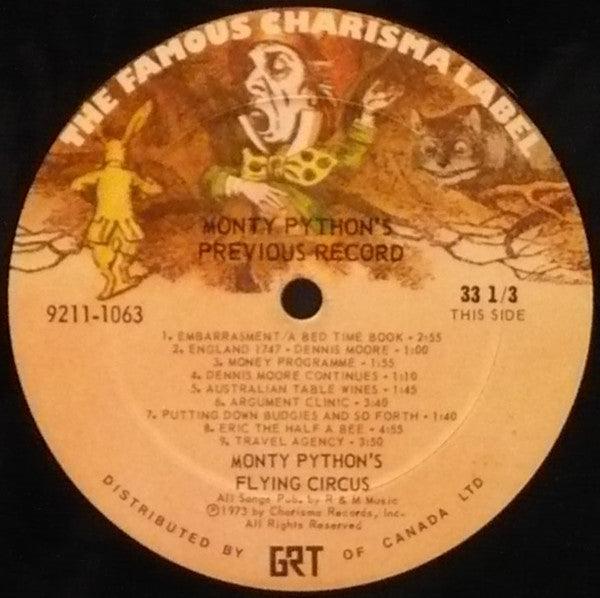 THE FAMOUS CHARISMA LABEL
MONTY PYTHON'S
PREVIOUS RECORD
9211-1063
33 1/3
THIS SIDE
1. EMBARRASMENT/A BED TIME BOOK - 2:55
2. ENGLAND 1747 - DENNIS MOORE - 1:00
3. MONEY PROGRAMME - 1:55
4. DENNIS MOORE CONTINUES - 1:10
5. AUSTRALIAN TABLE WINES - 1:45
6. ARGUMENT CLINIC - 3:40
7. PUTTING DOWN BUDGIES AND SO FORTH - 1:40
8. ERIC THE HALF A BEE - 4:55
9. TRAVEL AGENCY - 3:50
MONTY PYTHON'S
FLYING CIRCUS
All Songs Pub. by R & M Music
℗1973 by Charisma Records, Inc.
All Rights Reserved
DISTRIBUTED BY GRT OF CANADA LTD